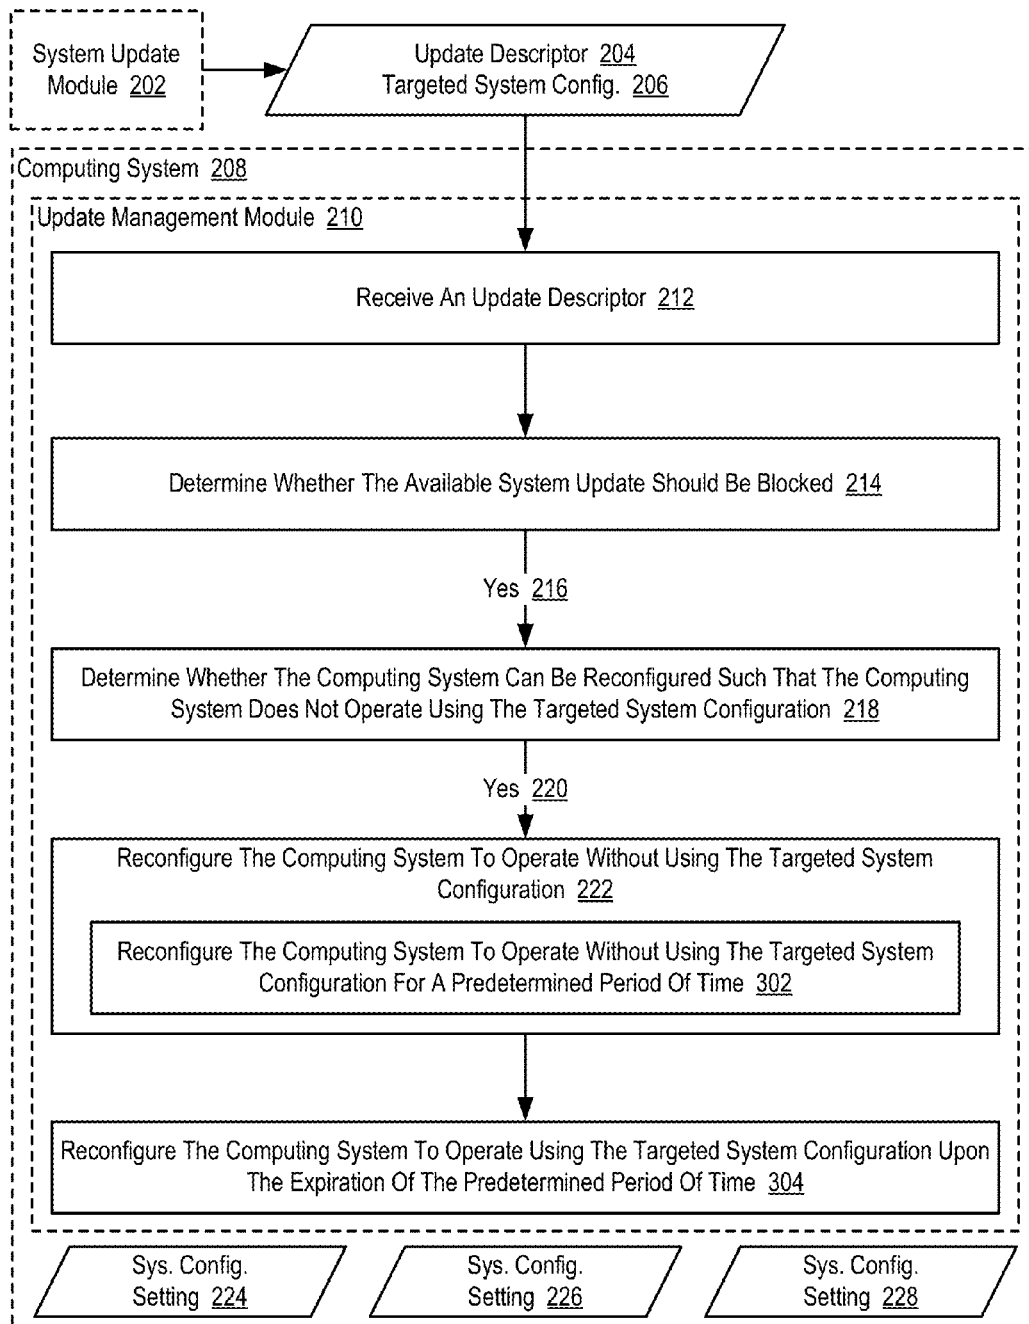 System Update
Module 202
Update Descriptor 204
Targeted System Config. 206
Computing System 208
Update Management Module 210
Receive An Update Descriptor 212
Determine Whether The Available System Update Should Be Blocked 214
Yes 216
Determine Whether The Computing System Can Be Reconfigured Such That The Computing
System Does Not Operate Using The Targeted System Configuration 218
Yes 220
Reconfigure The Computing System To Operate Without Using The Targeted System
Configuration 222
Reconfigure The Computing System To Operate Without Using The Targeted System
Configuration For A Predetermined Period Of Time 302
Reconfigure The Computing System To Operate Using The Targeted System Configuration Upon
The Expiration Of The Predetermined Period Of Time 304
Sys. Config.
Setting 224
Sys. Config.
Setting 226
Sys. Config.
Setting 228